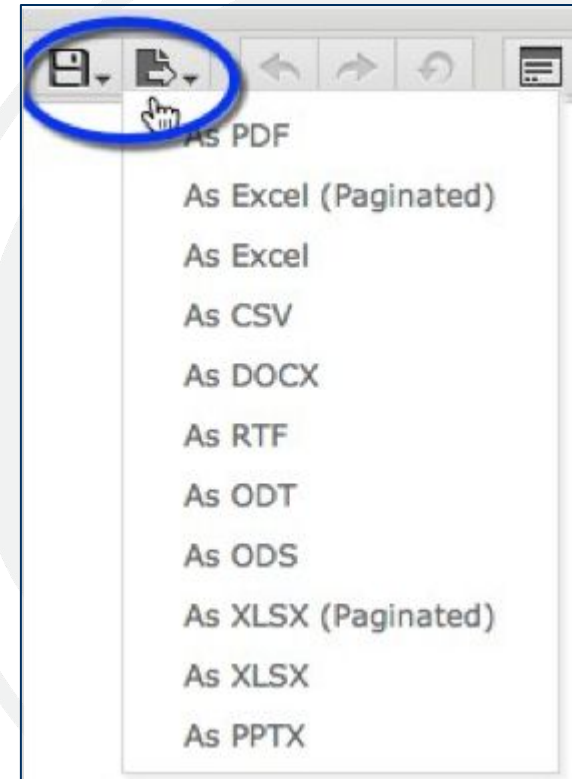 As PDF
As Excel (Paginated)
As Excel
As CSV
As DOCX
As RTF
As ODT
As ODS
As XLSX (Paginated)
As XLSX
As PPTX